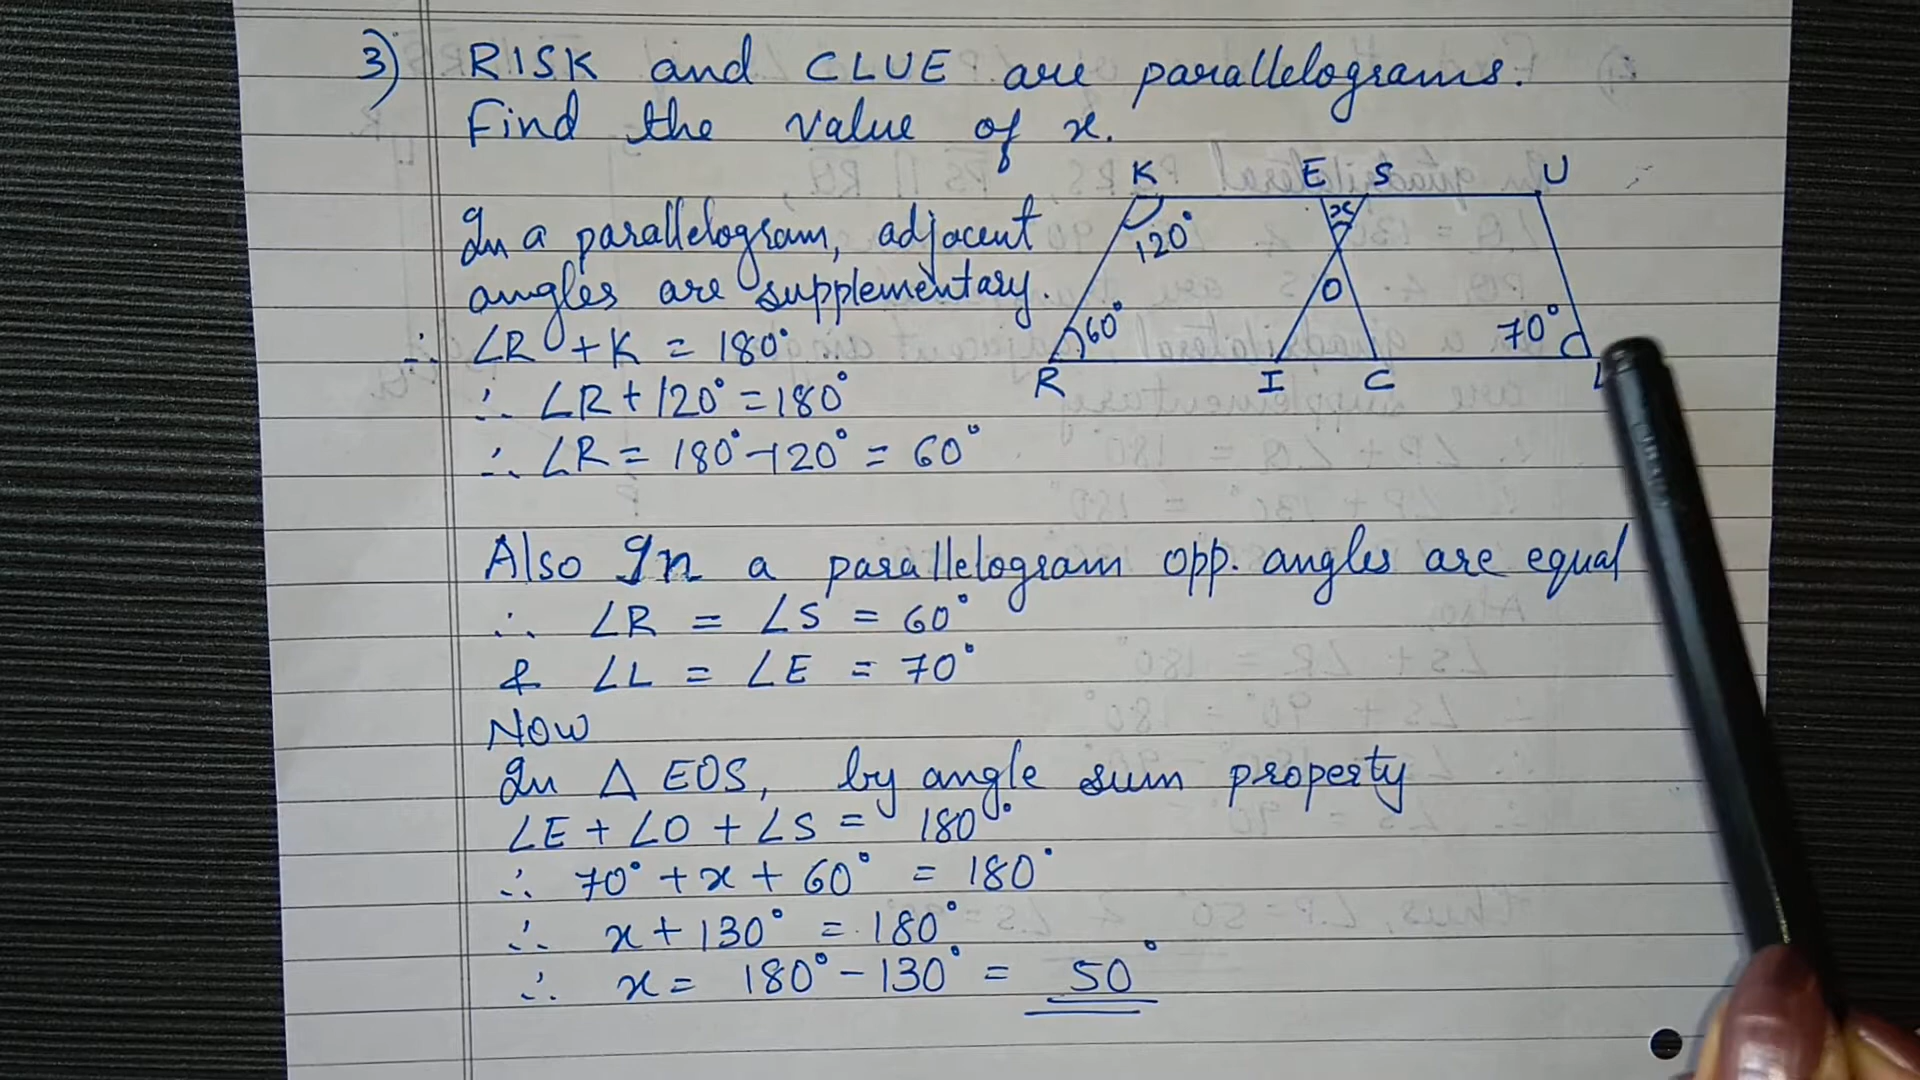 3) RISK and CLUE are parallelograms.
Find the value of x.
K E S U
x
120°
O
60°
70°
R I C L
In a parallelogram, adjacent
angles are supplementary.
∴ ∠R + K = 180°
∴ ∠R + 120° = 180°
∴ ∠R = 180° - 120° = 60°
Also In a parallelogram opp. angles are equal
∴ ∠R = ∠S = 60°
& ∠L = ∠E = 70°
Now
In △ EOS, by angle sum property
∠E + ∠O + ∠S = 180°
∴ 70° + x + 60° = 180°
∴ x + 130° = 180°
∴ x = 180° - 130° = 50°